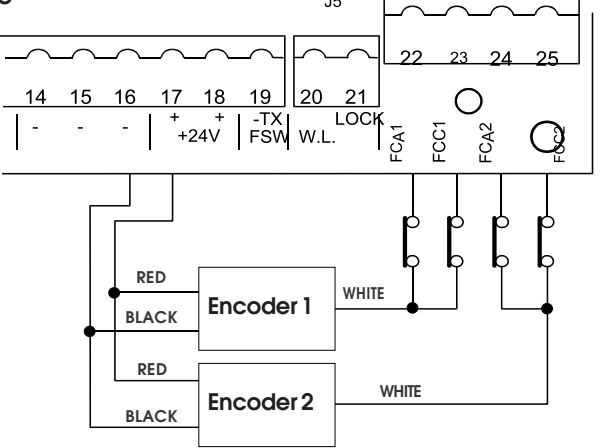 J5
22 23 24 25
14 15 16 17 18 19 20 21
- - - + + -TX LOCK
+24V FSW W.L.
FCA1 FCC1 FCA2 FCC2
RED
Encoder 1
WHITE
BLACK
RED
Encoder 2
WHITE
BLACK